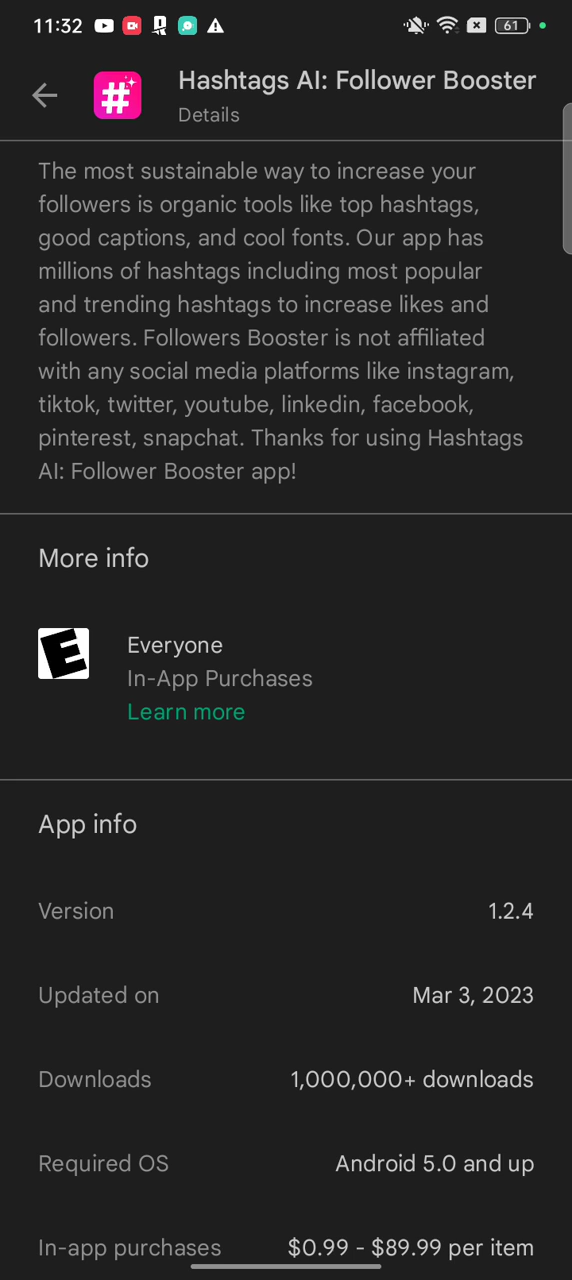 11:32
61
Hashtags AI: Follower Booster
Details
The most sustainable way to increase your
followers is organic tools like top hashtags,
good captions, and cool fonts. Our app has
millions of hashtags including most popular
and trending hashtags to increase likes and
followers. Followers Booster is not affiliated
with any social media platforms like instagram,
tiktok, twitter, youtube, linkedin, facebook,
pinterest, snapchat. Thanks for using Hashtags
AI: Follower Booster app!
More info
E
Everyone
In-App Purchases
Learn more
App info
Version 1.2.4
Updated on Mar 3, 2023
Downloads 1,000,000+ downloads
Required OS Android 5.0 and up
In-app purchases $0.99 - $89.99 per item